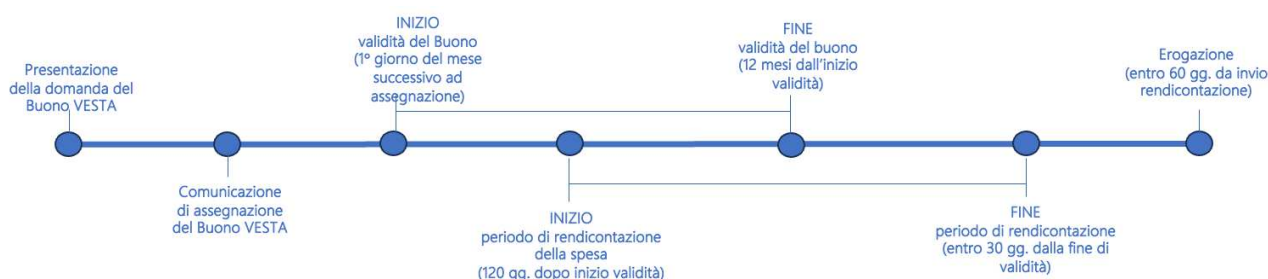 Presentazione
della domanda del
Buono VESTA
Comunicazione
di assegnazione
del Buono VESTA
INIZIO
validità del Buono
(1º giorno del mese
successivo ad
assegnazione)
INIZIO
periodo di rendicontazione
della spesa
(120 gg. dopo inizio validità)
FINE
validità del buono
(12 mesi dall'inizio
validità)
FINE
periodo di rendicontazione
(entro 30 gg. dalla fine di
validità)
Erogazione
(entro 60 gg. da invio
rendicontazione)